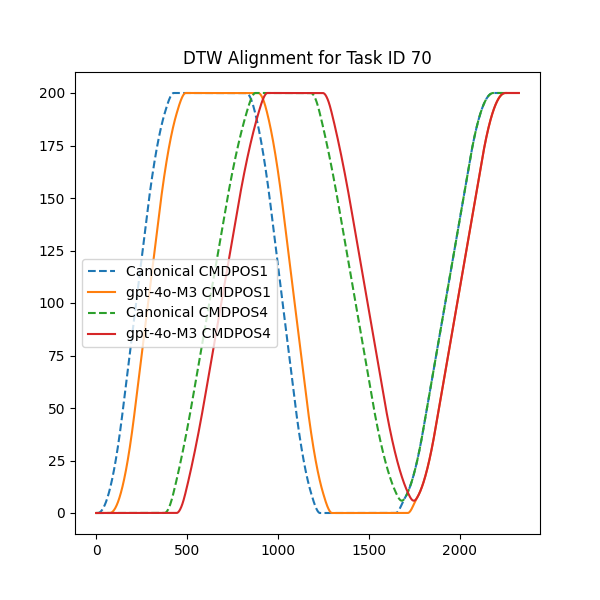 DTW Alignment for Task ID 70
200
175
150
125
100
75
50
25
0
Canonical CMDPOS1
gpt-4o-M3 CMDPOS1
Canonical CMDPOS4
gpt-4o-M3 CMDPOS4
0 500 1000 1500 2000